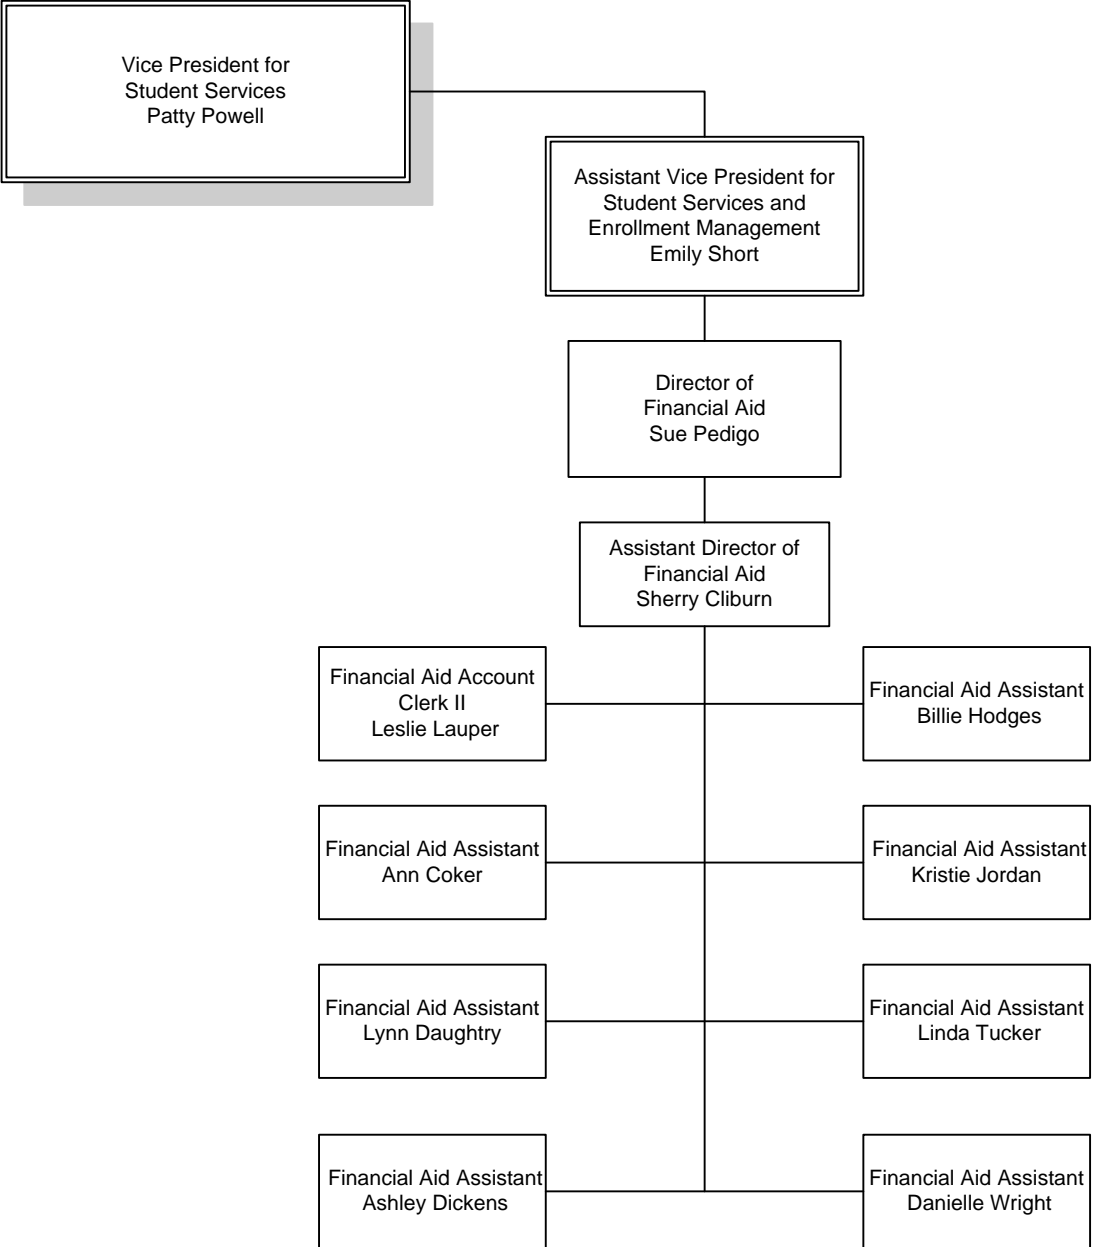 Vice President for
Student Services
Patty Powell
Assistant Vice President for
Student Services and
Enrollment Management
Emily Short
Director of
Financial Aid
Sue Pedigo
Assistant Director of
Financial Aid
Sherry Cliburn
Financial Aid Account
Clerk II
Leslie Lauper
Financial Aid Assistant
Billie Hodges
Financial Aid Assistant
Ann Coker
Financial Aid Assistant
Kristie Jordan
Financial Aid Assistant
Lynn Daughtry
Financial Aid Assistant
Linda Tucker
Financial Aid Assistant
Ashley Dickens
Financial Aid Assistant
Danielle Wright